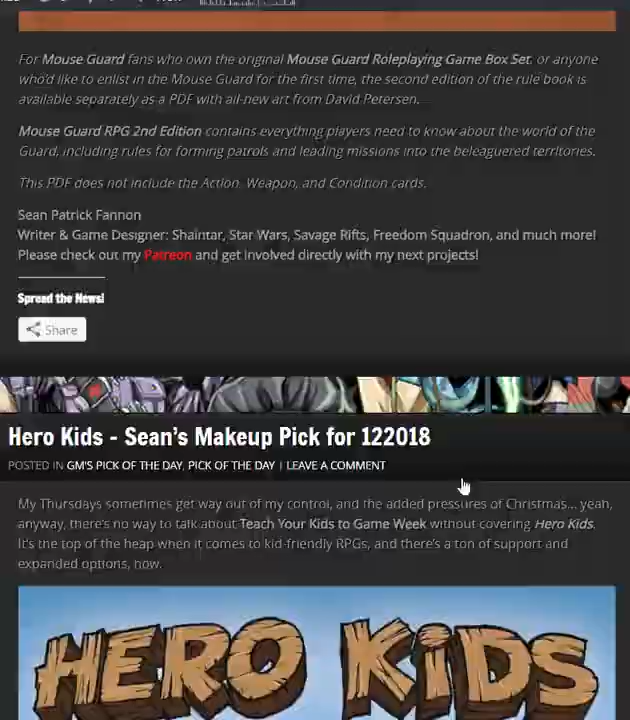 For Mouse Guard fans who own the original Mouse Guard Roleplaying Game Box Set, or anyone
who'd like to enlist in the Mouse Guard for the first time, the second edition of the rule book is
available separately as a PDF with all-new art from David Petersen.
Mouse Guard RPG 2nd Edition contains everything players need to know about the world of the
Guard, including rules for forming patrols and leading missions into the beleaguered territories.
This PDF does not include the Action, Weapon, and Condition cards.
Sean Patrick Fannon
Writer & Game Designer: Shaintar, Star Wars, Savage Rifts, Freedom Squadron, and much more!
Please check out my Patreon and get involved directly with my next projects!
Spread the News!
Share
Hero Kids – Sean's Makeup Pick for 122018
POSTED IN GM'S PICK OF THE DAY, PICK OF THE DAY | LEAVE A COMMENT
My Thursdays sometimes get way out of my control, and the added pressures of Christmas... yeah,
anyway, there's no way to talk about Teach Your Kids to Game Week without covering Hero Kids.
It's the top of the heap when it comes to kid-friendly RPGs, and there's a ton of support and
expanded options, now.
HERO KiDS